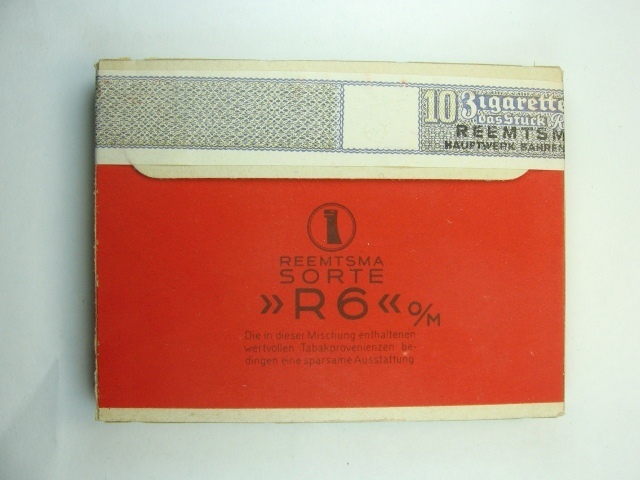 10 Zigarette
das Stück
REEMTSM
HAUPTWERK BAHREN
REEMTSMA
SORTE
»R6« o/M
Die in dieser Mischung enthaltenen
wertvollen Tabakprovenienzen be-
dingen eine sparsame Ausstattung